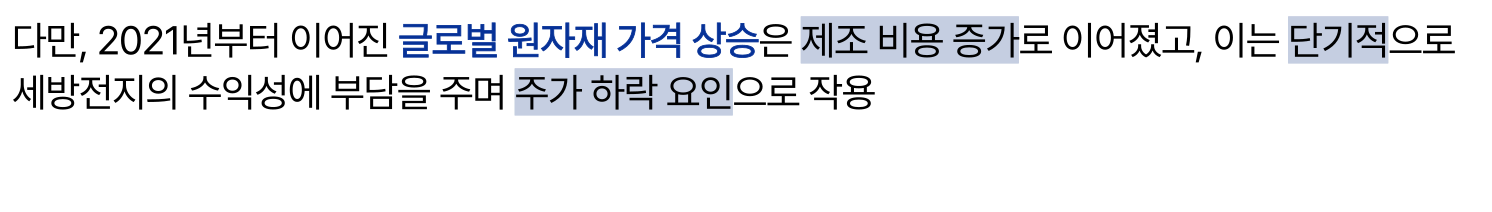 다만, 2021년부터 이어진 글로벌 원자재 가격 상승은 제조 비용 증가로 이어졌고, 이는 단기적으로
세방전지의 수익성에 부담을 주며 주가 하락 요인으로 작용